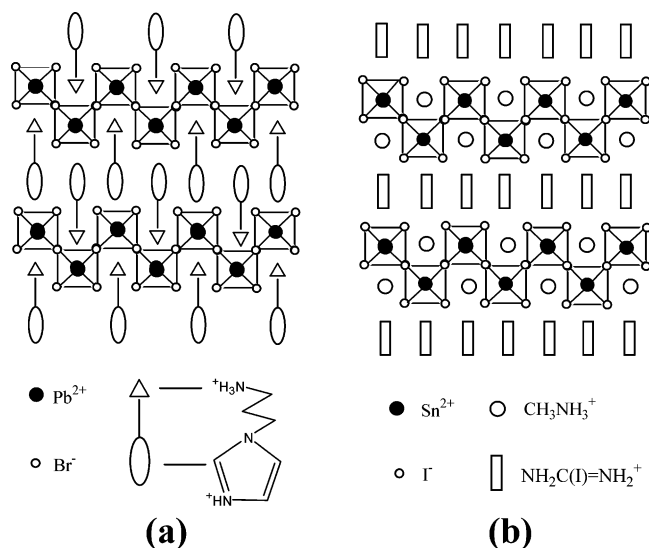 Pb²⁺
Br⁻
⁺H₃N
N
⁺HN
(a)
Sn²⁺
CH₃NH₃⁺
I⁻
NH₂C(I)=NH₂⁺
(b)